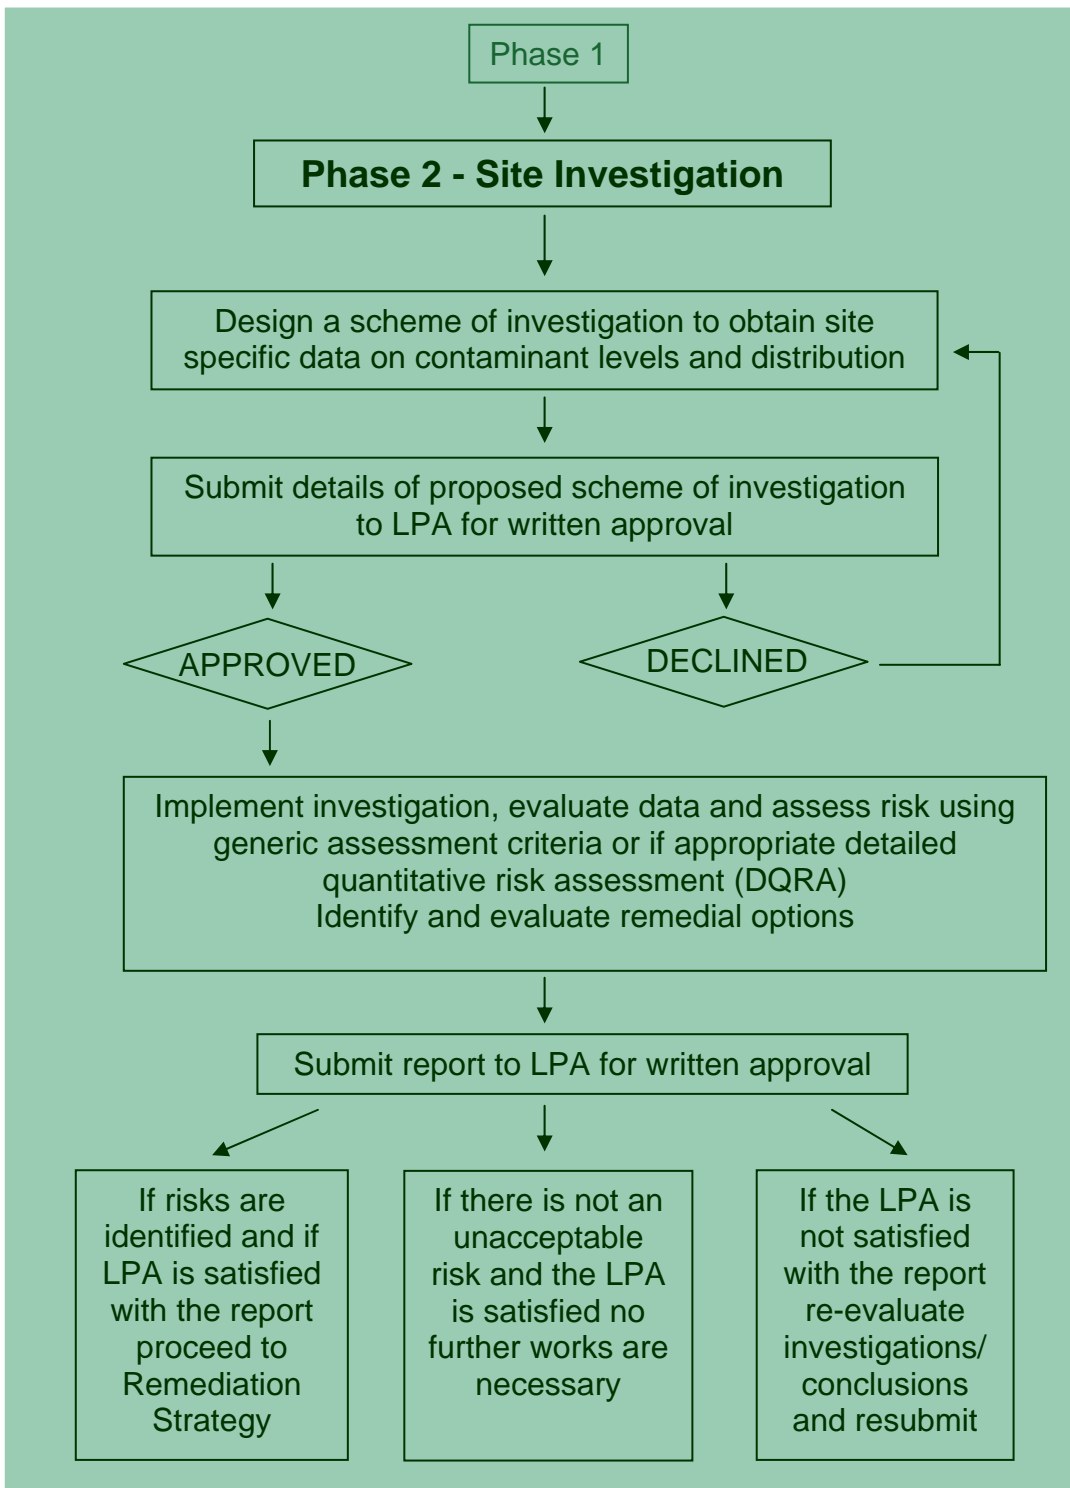 Phase 1
Phase 2 - Site Investigation
Design a scheme of investigation to obtain site
specific data on contaminant levels and distribution
Submit details of proposed scheme of investigation
to LPA for written approval
APPROVED
DECLINED
Implement investigation, evaluate data and assess risk using
generic assessment criteria or if appropriate detailed
quantitative risk assessment (DQRA)
Identify and evaluate remedial options
Submit report to LPA for written approval
If risks are
identified and if
LPA is satisfied
with the report
proceed to
Remediation
Strategy
If there is not an
unacceptable
risk and the LPA
is satisfied no
further works are
necessary
If the LPA is
not satisfied
with the report
re-evaluate
investigations/
conclusions
and resubmit